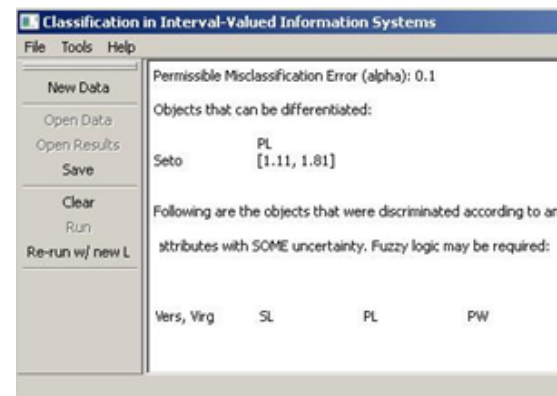 Classification in Interval-Valued Information Systems
File Tools Help
New Data
Open Data
Open Results
Save
Clear
Run
Re-run w/ new L
Permissible Misclassification Error (alpha): 0.1
Objects that can be differentiated:
PL
Seto [1.11, 1.81]
Following are the objects that were discriminated according to
attributes with SOME uncertainty. Fuzzy logic may be required:
Vers, Virg SL PL PW